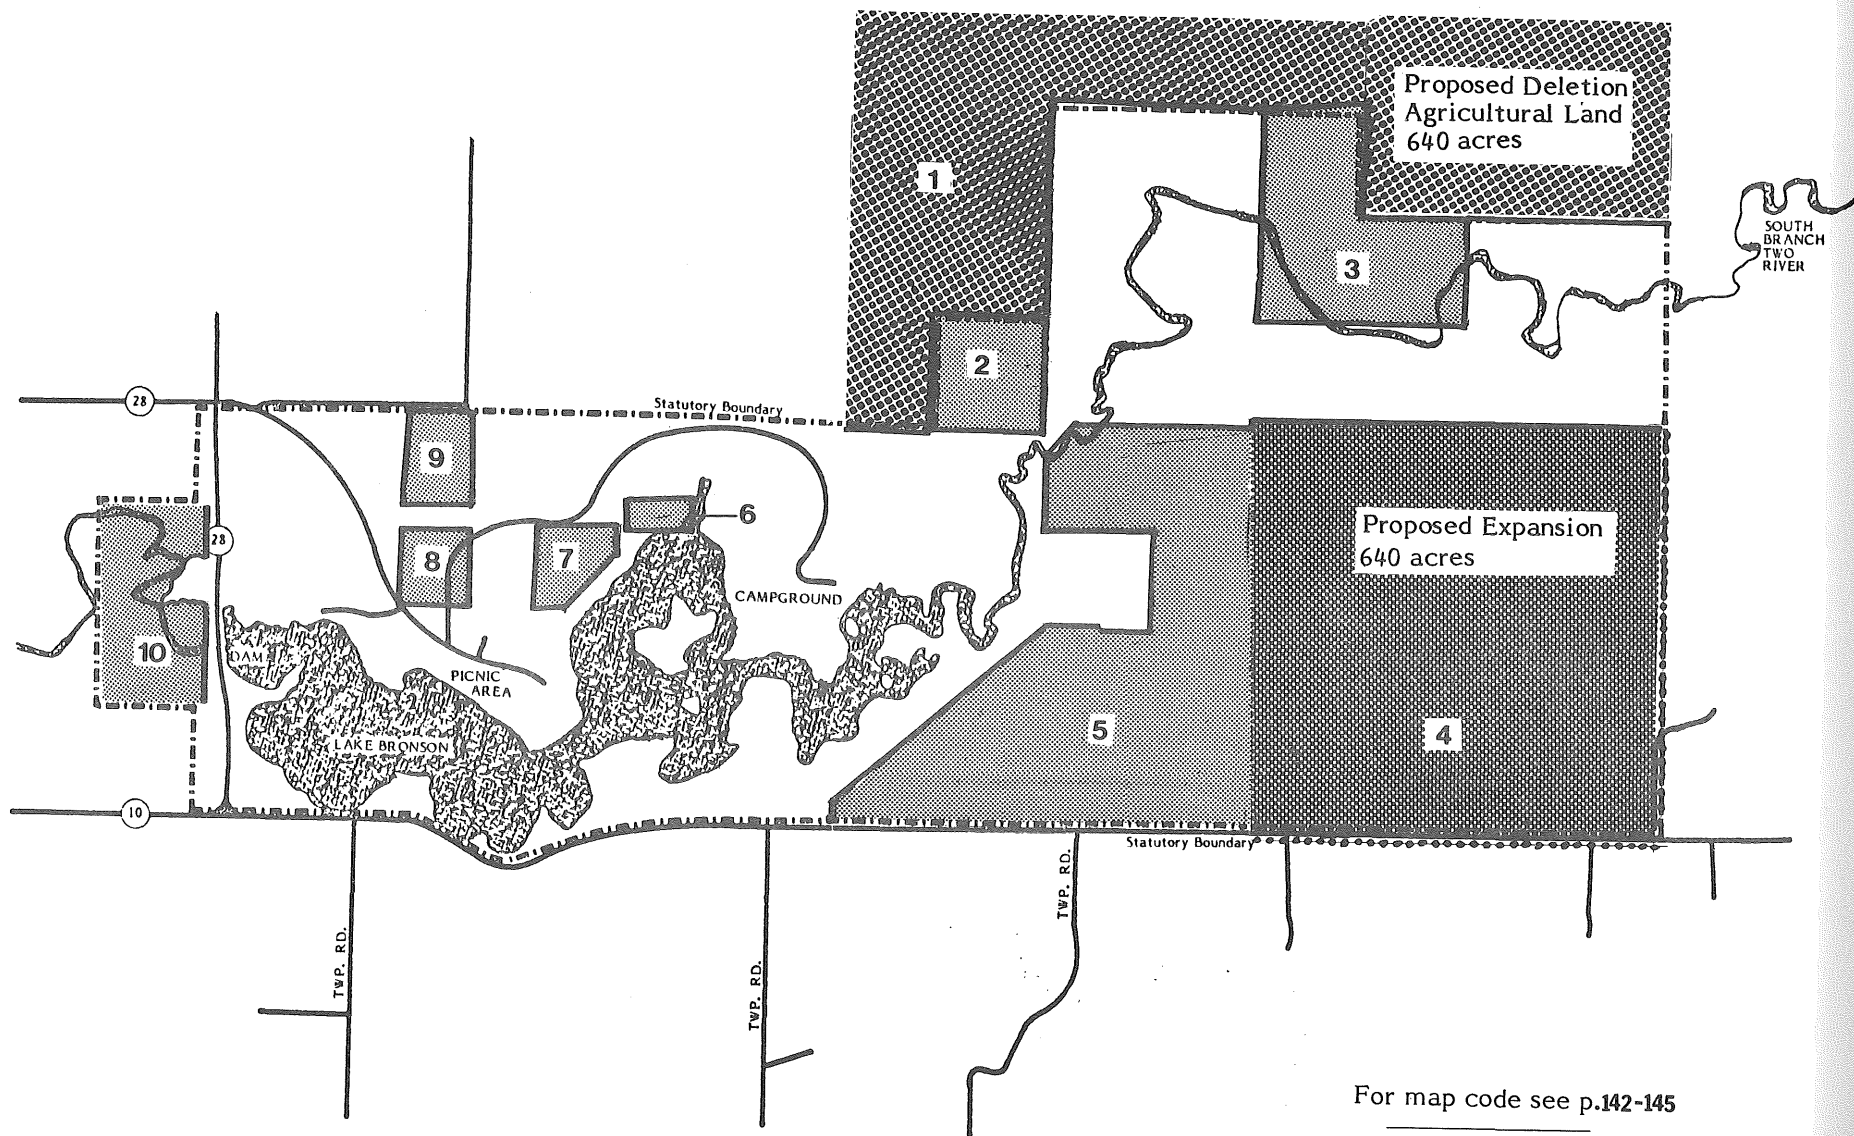 Proposed Deletion
Agricultural Land
640 acres
1
SOUTH
BRANCH
TWO
RIVER
3
2
28
Statutory Boundary
9
6
Proposed Expansion
640 acres
28
8
7
CAMPGROUND
10
DAM
PICNIC
AREA
5
4
LAKE BRONSON
10
Statutory Boundary
TWP. RD.
TWP. RD.
TWP. RD.
For map code see p.142-145